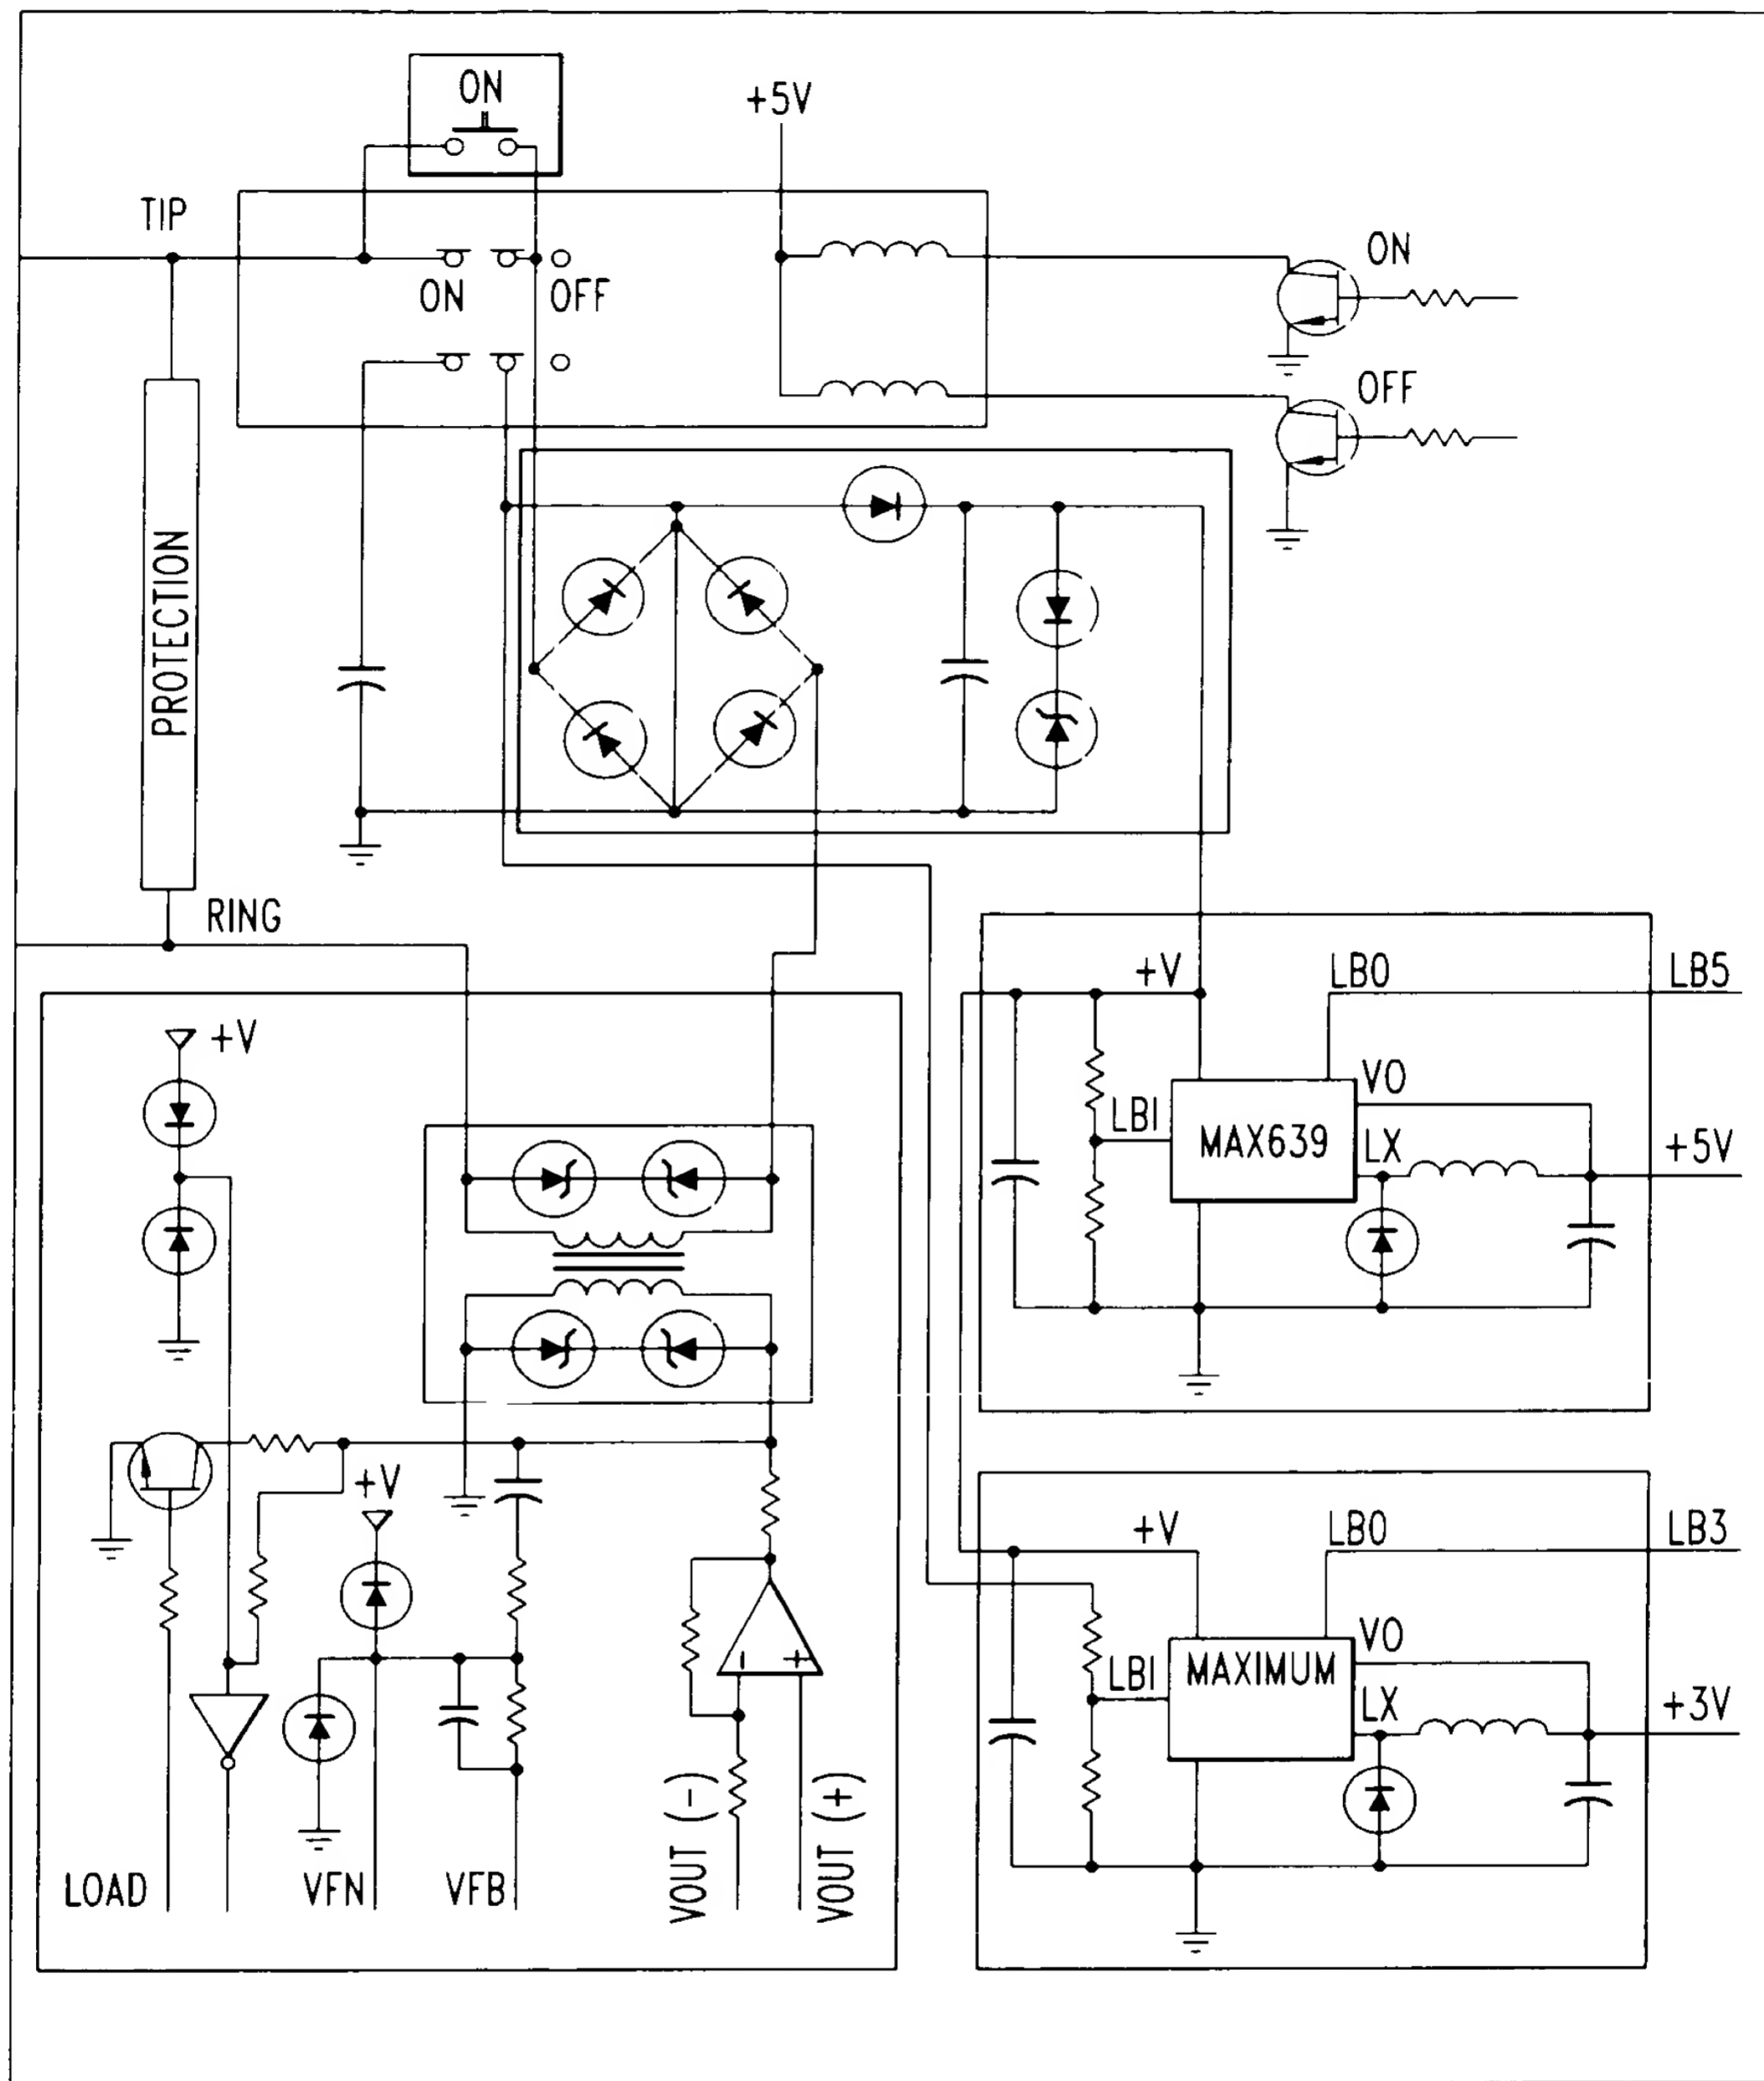 ON
+5V
TIP
ON
ON
OFF
OFF
PROTECTION
RING
+V
+V
LBO
LB5
VO
LBI
MAX639
LX
+5V
+V
+V
LBO
LB3
VO
LBI
MAXIMUM
LX
+3V
- +
LOAD
VFN
VFB
VOUT (-)
VOUT (+)